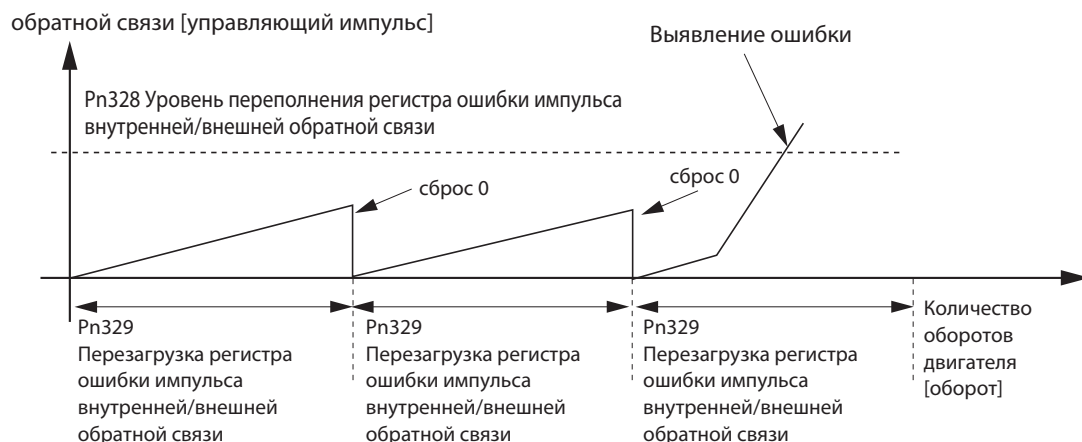 обратной связи [управляющий импульс]
Выявление ошибки
Pn328 Уровень переполнения регистра ошибки импульса
внутренней/внешней обратной связи
сброс 0
сброс 0
Pn329
Перезагрузка регистра
ошибки импульса
внутренней/внешней
обратной связи
Pn329
Перезагрузка регистра
ошибки импульса
внутренней/внешней
обратной связи
Pn329
Перезагрузка регистра
ошибки импульса
внутренней/внешней
обратной связи
Количество
оборотов
двигателя
[оборот]